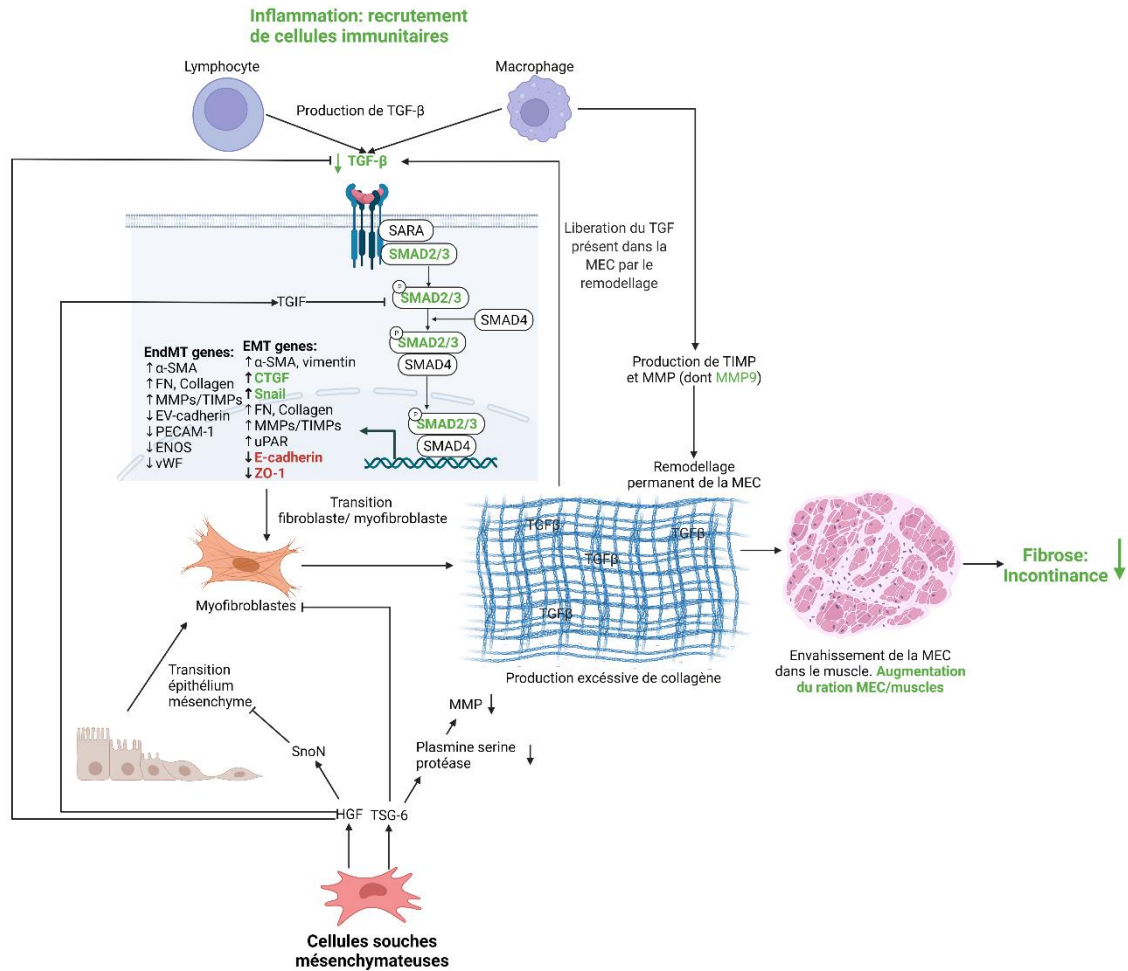 Inflammation: recrutement
de cellules immunitaires
Lymphocyte
Macrophage
Production de TGF-β
↓ TGF-β
SARA
SMAD2/3
Liberation du TGF
présent dans la
MEC par le
remodellage
P
SMAD2/3
TGIF
SMAD4
P
SMAD2/3
SMAD4
EndMT genes:
↑α-SMA
↑FN, Collagen
↑MMPs/TIMPs
↓EV-cadherin
↓PECAM-1
↓ENOS
↓vWF
EMT genes:
↑α-SMA, vimentin
↑CTGF
↑Snail
↑FN, Collagen
↑MMPs/TIMPs
↑uPAR
↓E-cadherin
↓ZO-1
P
SMAD2/3
SMAD4
Production de TIMP
et MMP (dont MMP9)
Remodellage
permanent de la MEC
Transition
fibroblaste/ myofibroblaste
TGFβ
TGFβ
TGFβ
TGFβ
Fibrose:
Incontinance ↓
Myofibroblastes
Envahissement de la MEC
dans le muscle. Augmentation
du ration MEC/muscles
Production excéssive de collagène
Transition
épithélium
mésenchyme
MMP ↓
Plasmine serine
protéase ↓
SnoN
HGF
TSG-6
Cellules souches
mésenchymateuses